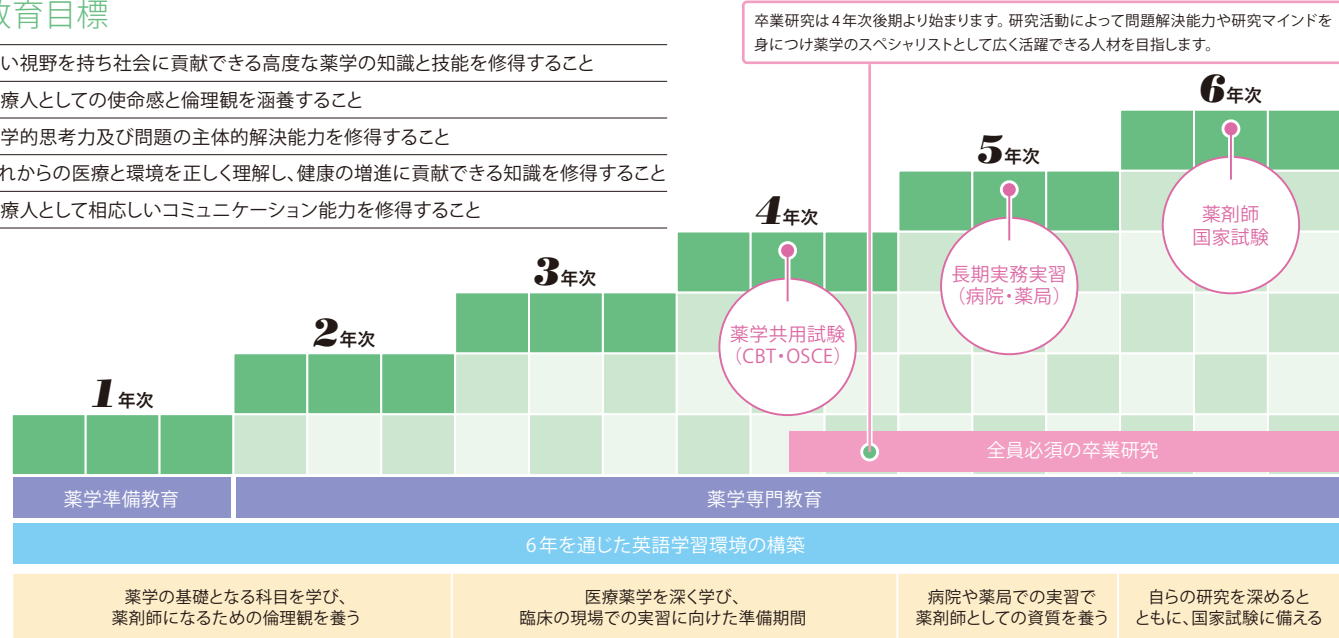 教育目標
い視野を持ち社会に貢献できる高度な薬学の知識と技能を修得すること
療人としての使命感と倫理観を涵養すること
学的思考力及び問題の主体的解決能力を修得すること
れからの医療と環境を正しく理解し、健康の増進に貢献できる知識を修得すること
療人として相応しいコミュニケーション能力を修得すること
卒業研究は4年次後期より始まります。研究活動によって問題解決能力や研究マインドを
身につけ薬学のスペシャリストとして広く活躍できる人材を目指します。
1年次
2年次
3年次
4年次
5年次
6年次
薬学共用試験
(CBT・OSCE)
長期実務実習
(病院・薬局)
薬剤師
国家試験
全員必須の卒業研究
薬学準備教育
薬学専門教育
6年を通じた英語学習環境の構築
薬学の基礎となる科目を学び、
薬剤師になるための倫理観を養う
医療薬学を深く学び、
臨床の現場での実習に向けた準備期間
病院や薬局での実習で
薬剤師としての資質を養う
自らの研究を深めると
ともに、国家試験に備える